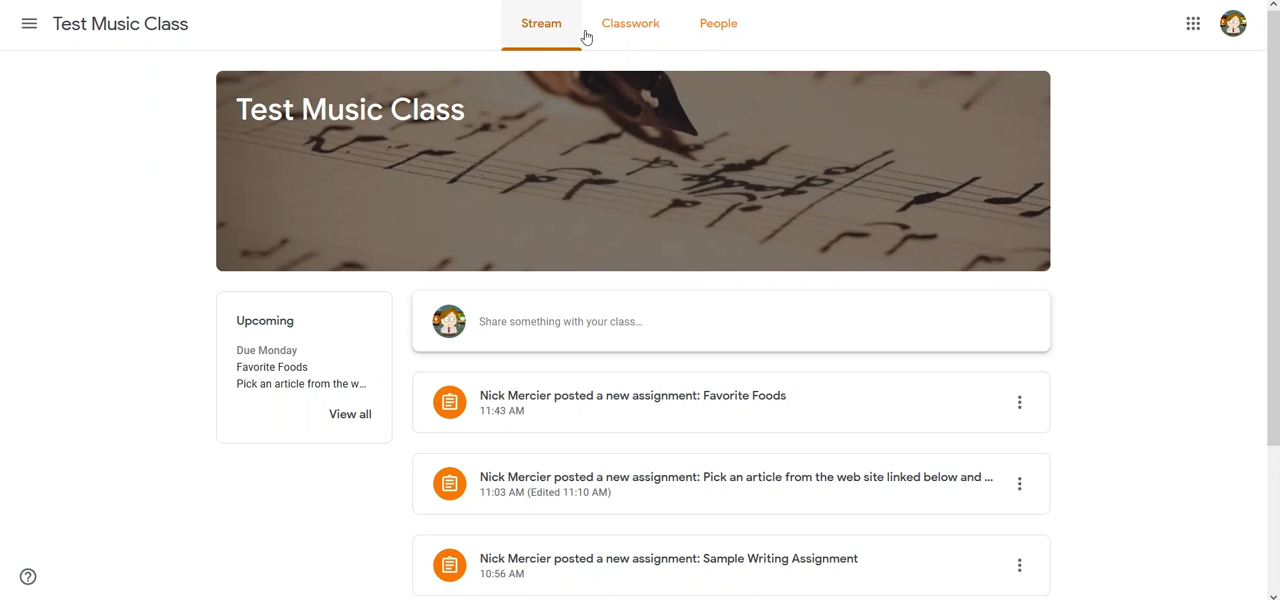 Test Music Class
Stream
Classwork
People
Test Music Class
Upcoming
Due Monday
Favorite Foods
Pick an article from the w...
View all
Share something with your class...
Nick Mercier posted a new assignment: Favorite Foods
11:43 AM
Nick Mercier posted a new assignment: Pick an article from the web site linked below and ...
11:03 AM (Edited 11:10 AM)
Nick Mercier posted a new assignment: Sample Writing Assignment
10:56 AM